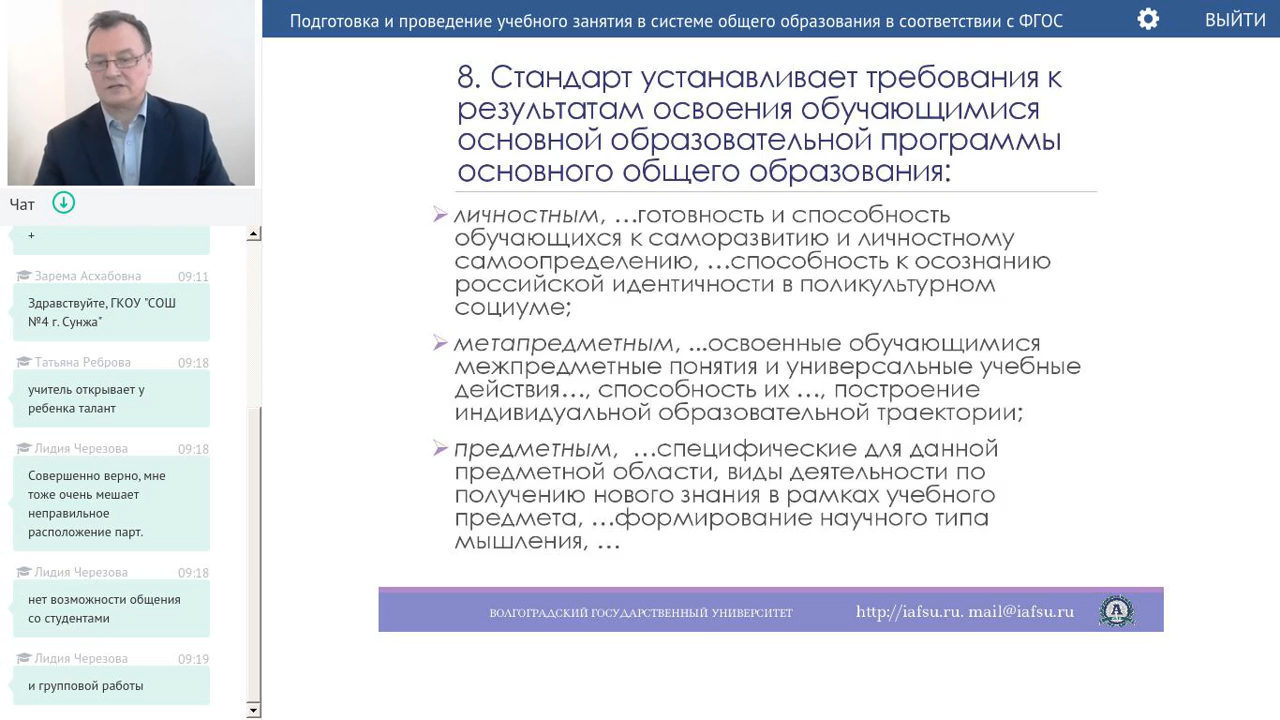 Подготовка и проведение учебного занятия в системе общего образования в соответствии с ФГОС
ВЫЙТИ
Чат
+
Зарема Асхабовна 09:11
Здравствуйте, ГКОУ "СОШ
№4 г. Сунжа"
Татьяна Реброва 09:18
учитель открывает у
ребенка талант
Лидия Черезова 09:18
Совершенно верно, мне
тоже очень мешает
неправильное
расположение парт.
Лидия Черезова 09:18
нет возможности общения
со студентами
Лидия Черезова 09:19
и групповой работы
8. Стандарт устанавливает требования к
результатам освоения обучающимися
основной образовательной программы
основного общего образования:
личностным, …готовность и способность
обучающихся к саморазвитию и личностному
самоопределению, …способность к осознанию
российской идентичности в поликультурном
социуме;
метапредметным, ...освоенные обучающимися
межпредметные понятия и универсальные учебные
действия…, способность их …, построение
индивидуальной образовательной траектории;
предметным, …специфические для данной
предметной области, виды деятельности по
получению нового знания в рамках учебного
предмета, …формирование научного типа
мышления, …
ВОЛГОГРАДСКИЙ ГОСУДАРСТВЕННЫЙ УНИВЕРСИТЕТ
http://iafsu.ru. mail@iafsu.ru
А